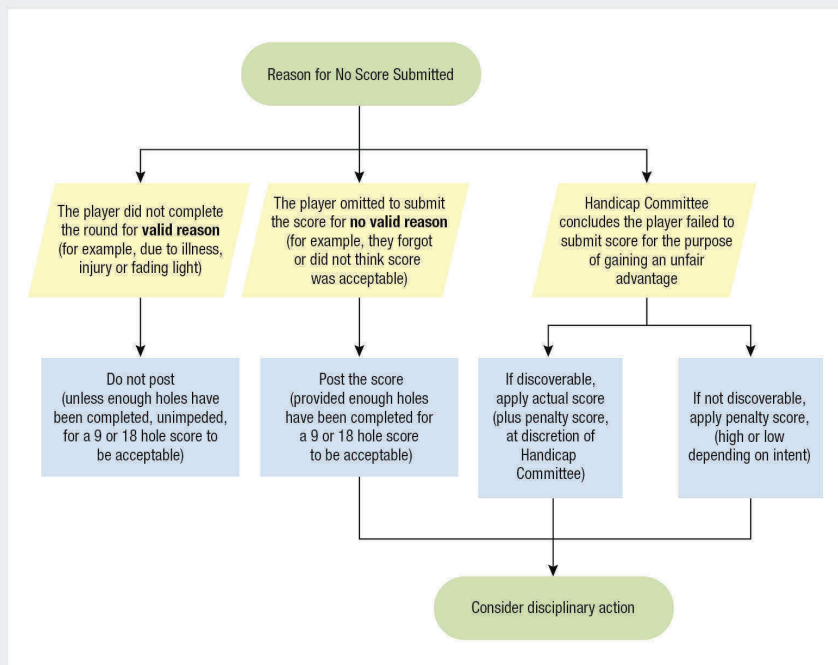 Reason for No Score Submitted
The player did not complete
the round for valid reason
(for example, due to illness,
injury or fading light)
The player omitted to submit
the score for no valid reason
(for example, they forgot
or did not think score
was acceptable)
Handicap Committee
concludes the player failed to
submit score for the purpose
of gaining an unfair
advantage
Do not post
(unless enough holes have
been completed, unimpeded,
for a 9 or 18 hole score to
be acceptable)
Post the score
(provided enough holes
have been completed for
a 9 or 18 hole score
to be acceptable)
If discoverable,
apply actual score
(plus penalty score,
at discretion of
Handicap
Committee)
If not discoverable,
apply penalty score,
(high or low
depending on intent)
Consider disciplinary action